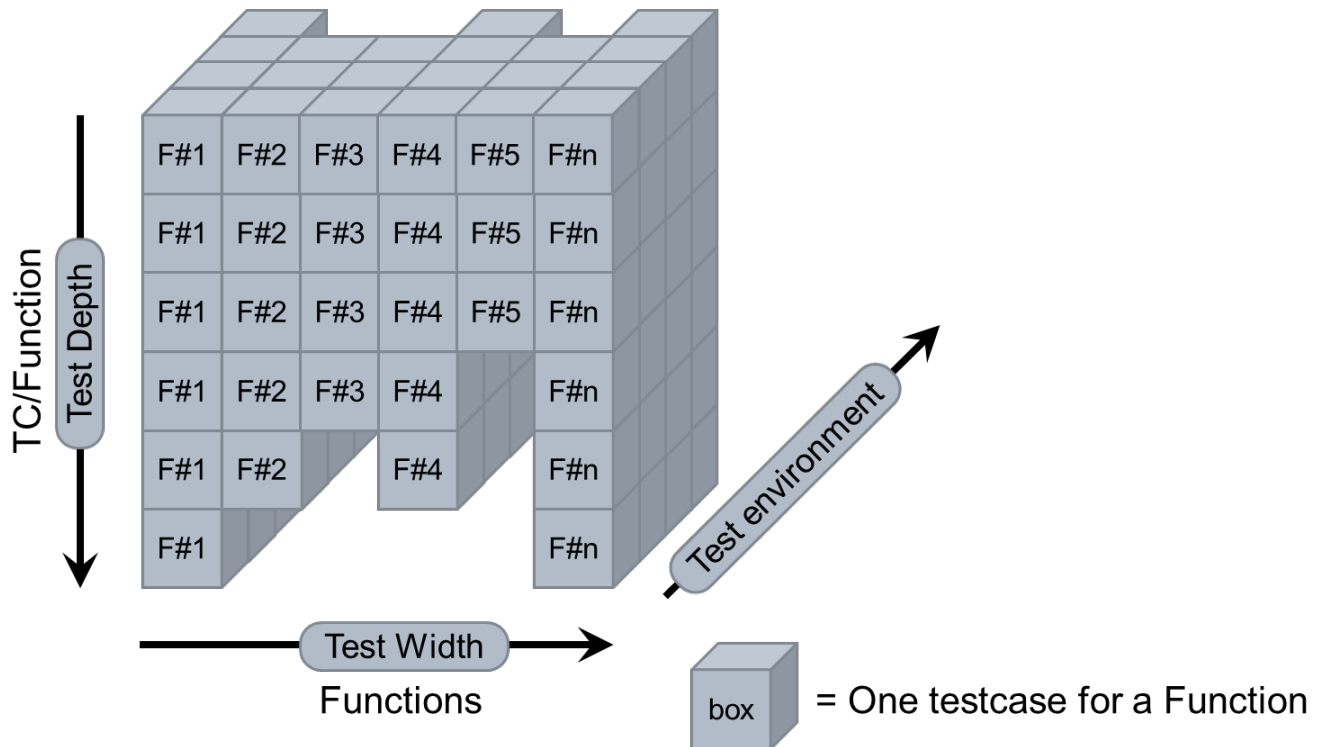 F#1 F#2 F#3 F#4 F#5 F#n
F#1 F#2 F#3 F#4 F#5 F#n
F#1 F#2 F#3 F#4 F#5 F#n
F#1 F#2 F#3 F#4 F#n
F#1 F#2 F#4 F#n
F#1 F#n
TC/Function
Test Depth
Test environment
Test Width
Functions
box = One testcase for a Function